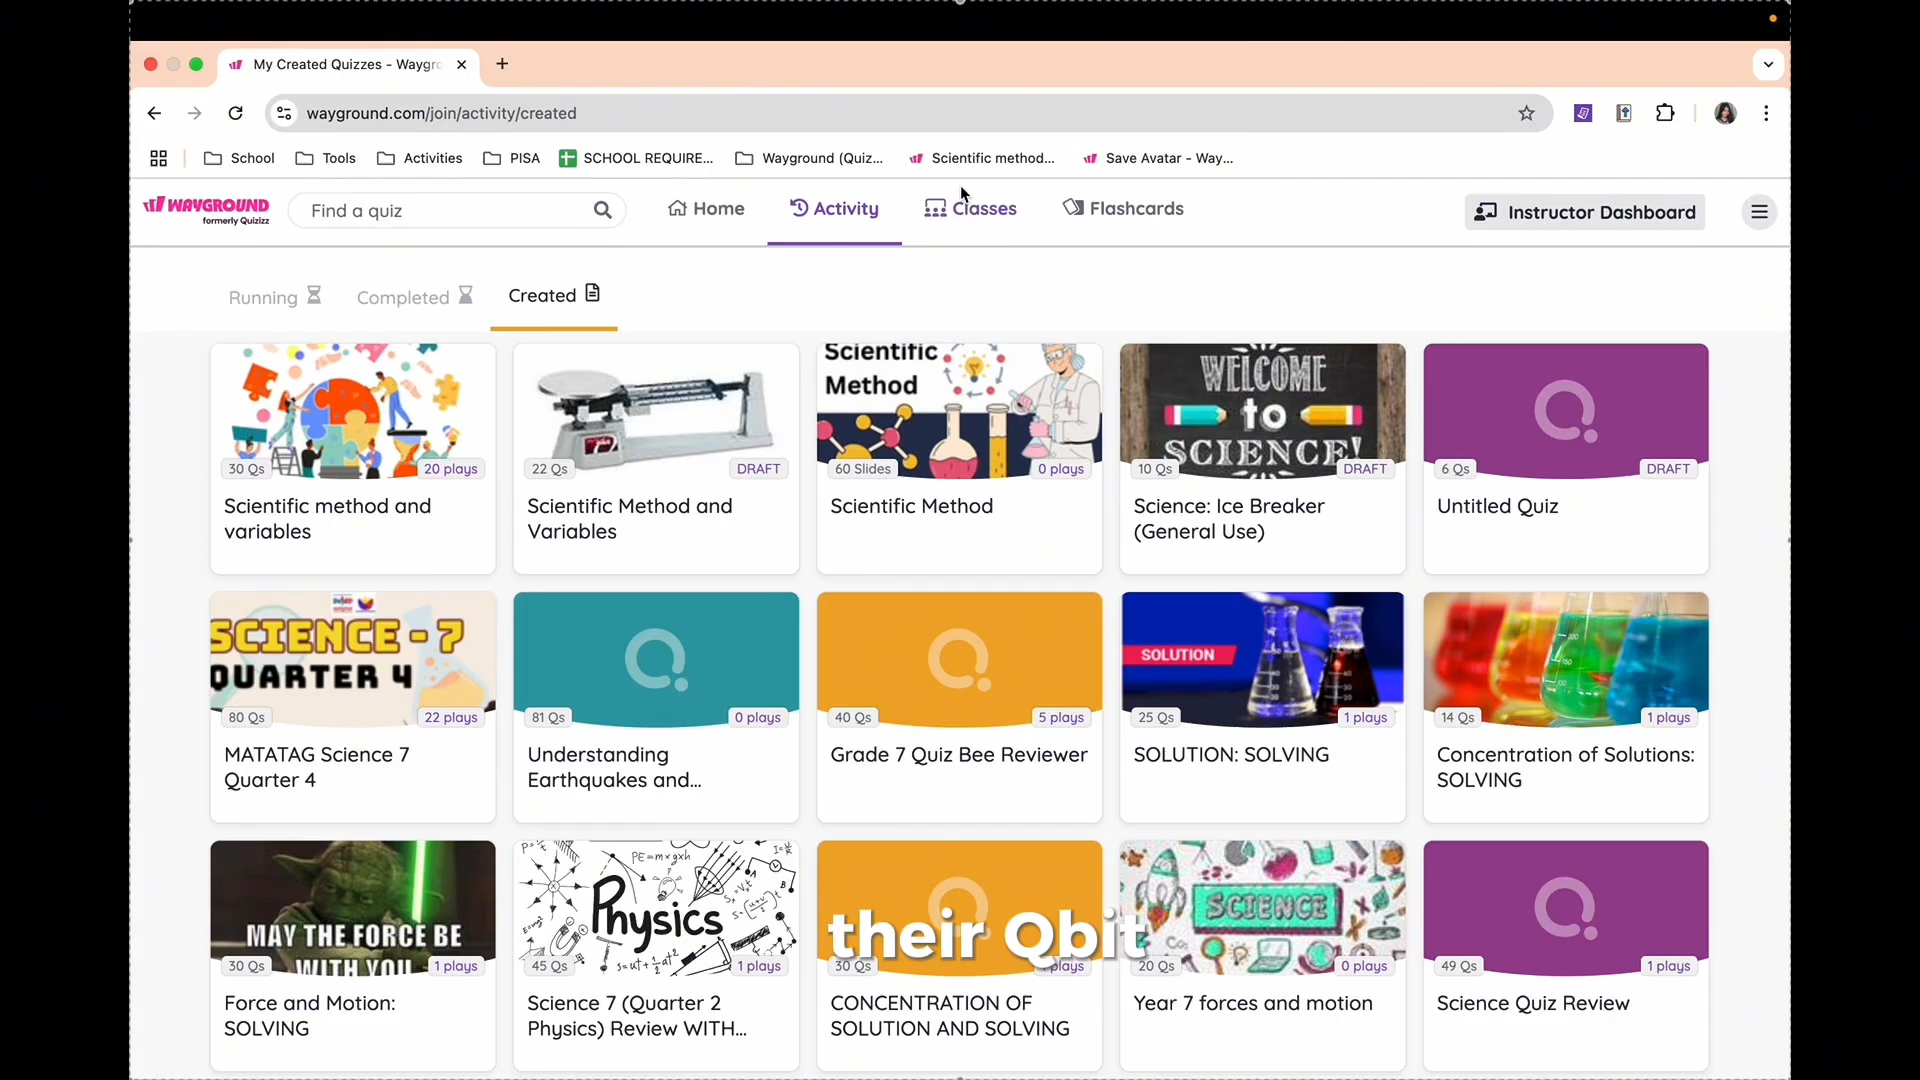 My Created Quizzes - Waygr
wayground.com/join/activity/created
School
Tools
Activities
PISA
SCHOOL REQUIRE...
Wayground (Quiz...
Scientific method...
Save Avatar - Way...
WAYGROUND
formerly Quizizz
Find a quiz
Home
Activity
Classes
Flashcards
Instructor Dashboard
Running
Completed
Created
30 Qs
20 plays
Scientific method and
variables
22 Qs
DRAFT
Scientific Method and
Variables
Scientific
Method
60 Slides
0 plays
Scientific Method
WELCOME
to
SCIENCE!
10 Qs
DRAFT
Science: Ice Breaker
(General Use)
6 Qs
DRAFT
Untitled Quiz
SCIENCE - 7
QUARTER 4
80 Qs
22 plays
MATATAG Science 7
Quarter 4
81 Qs
0 plays
Understanding
Earthquakes and...
40 Qs
5 plays
Grade 7 Quiz Bee Reviewer
SOLUTION
25 Qs
1 plays
SOLUTION: SOLVING
14 Qs
1 plays
Concentration of Solutions:
SOLVING
MAY THE FORCE BE
WITH YOU
30 Qs
1 plays
Force and Motion:
SOLVING
PE=mxgxh
Physics
45 Qs
1 plays
Science 7 (Quarter 2
Physics) Review WITH...
their Qbit
30 Qs
plays
CONCENTRATION OF
SOLUTION AND SOLVING
SCIENCE
20 Qs
0 plays
Year 7 forces and motion
49 Qs
1 plays
Science Quiz Review